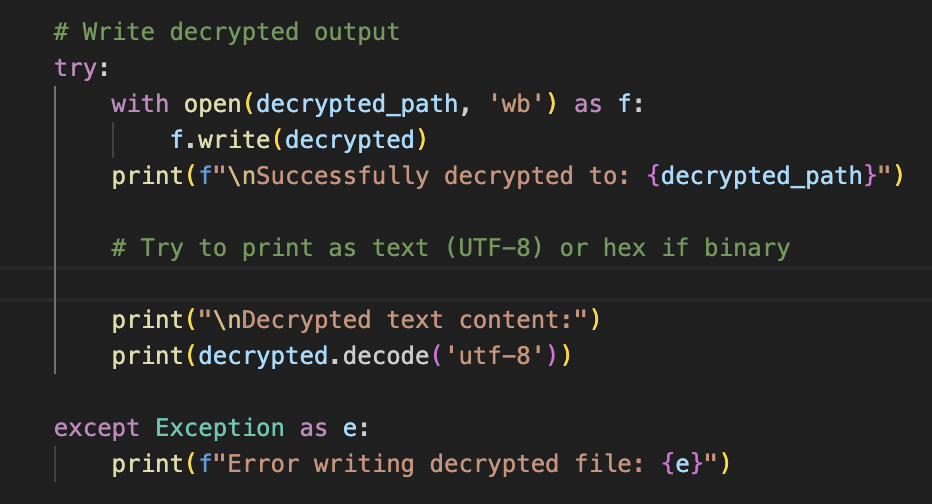 # Write decrypted output
try:
    with open(decrypted_path, 'wb') as f:
        f.write(decrypted)
    print(f"\nSuccessfully decrypted to: {decrypted_path}")
    # Try to print as text (UTF-8) or hex if binary
    print("\nDecrypted text content:")
    print(decrypted.decode('utf-8'))
except Exception as e:
    print(f"Error writing decrypted file: {e}")